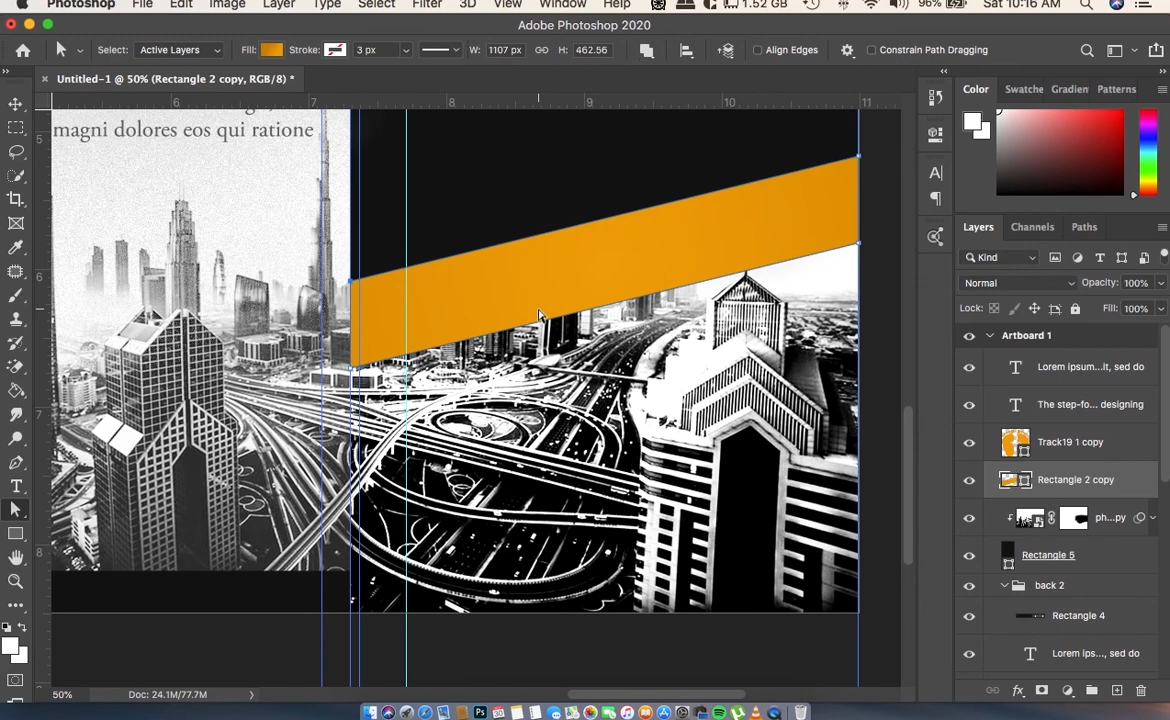 Photoshop File Edit Image Layer Type Select Filter 3D View Window Help 1.52 GB 96% Sat 10:16 AM
Adobe Photoshop 2020
Select: Active Layers Fill: Stroke: 3 px W: 1107 px H: 462.56 Align Edges Constrain Path Dragging
Untitled-1 @ 50% (Rectangle 2 copy, RGB/8) *
Color Swatche Gradien Patterns
6 7 8 9 10 11
5
magni dolores eos qui ratione
6
7
8
Layers Channels Paths
Kind
Normal Opacity: 100%
Lock: Fill: 100%
Artboard 1
Lorem ipsum...it, sed do
The step-fo... designing
Track19 1 copy
Rectangle 2 copy
ph...py
Rectangle 5
back 2
Rectangle 4
Lorem ips..., sed do
fx
50% Doc: 24.1M/77.7M